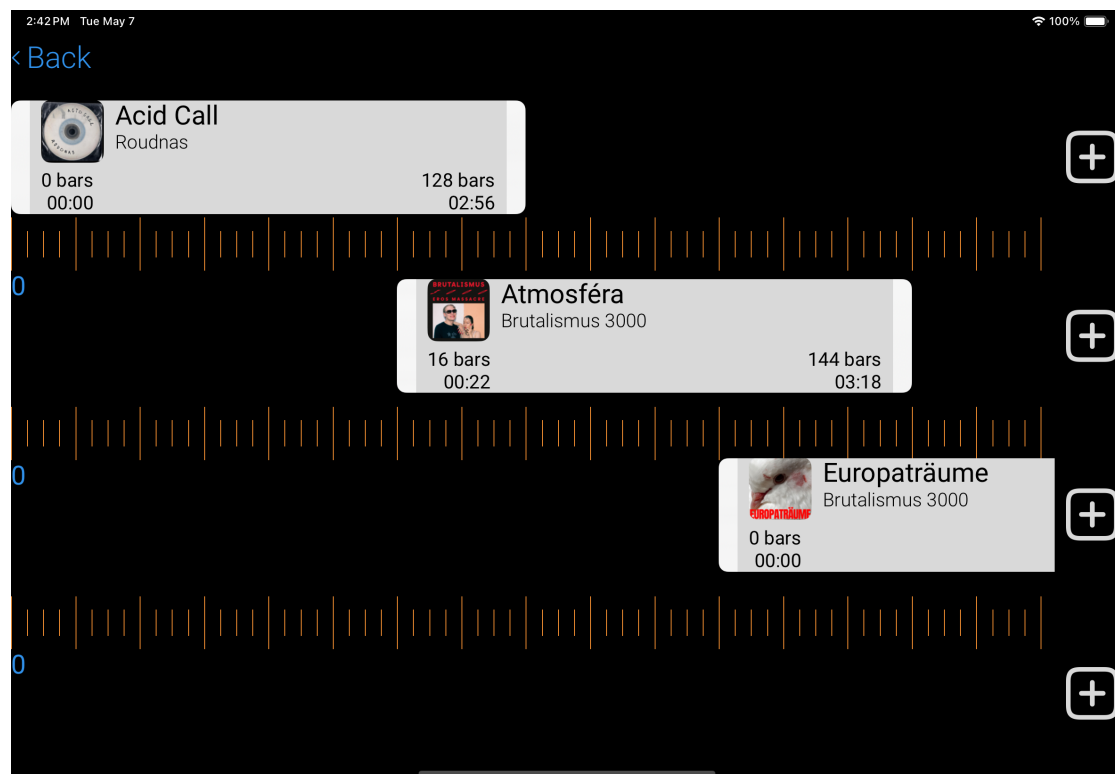 2:42 PM Tue May 7
100%
Back
Acid Call
Roudnas
0 bars
128 bars
00:00
02:56
0
BRUTALISMUS
Atmosféra
Brutalismus 3000
16 bars
144 bars
00:22
03:18
0
Europaträume
Brutalismus 3000
EUROPATRÄUME
0 bars
00:00
0